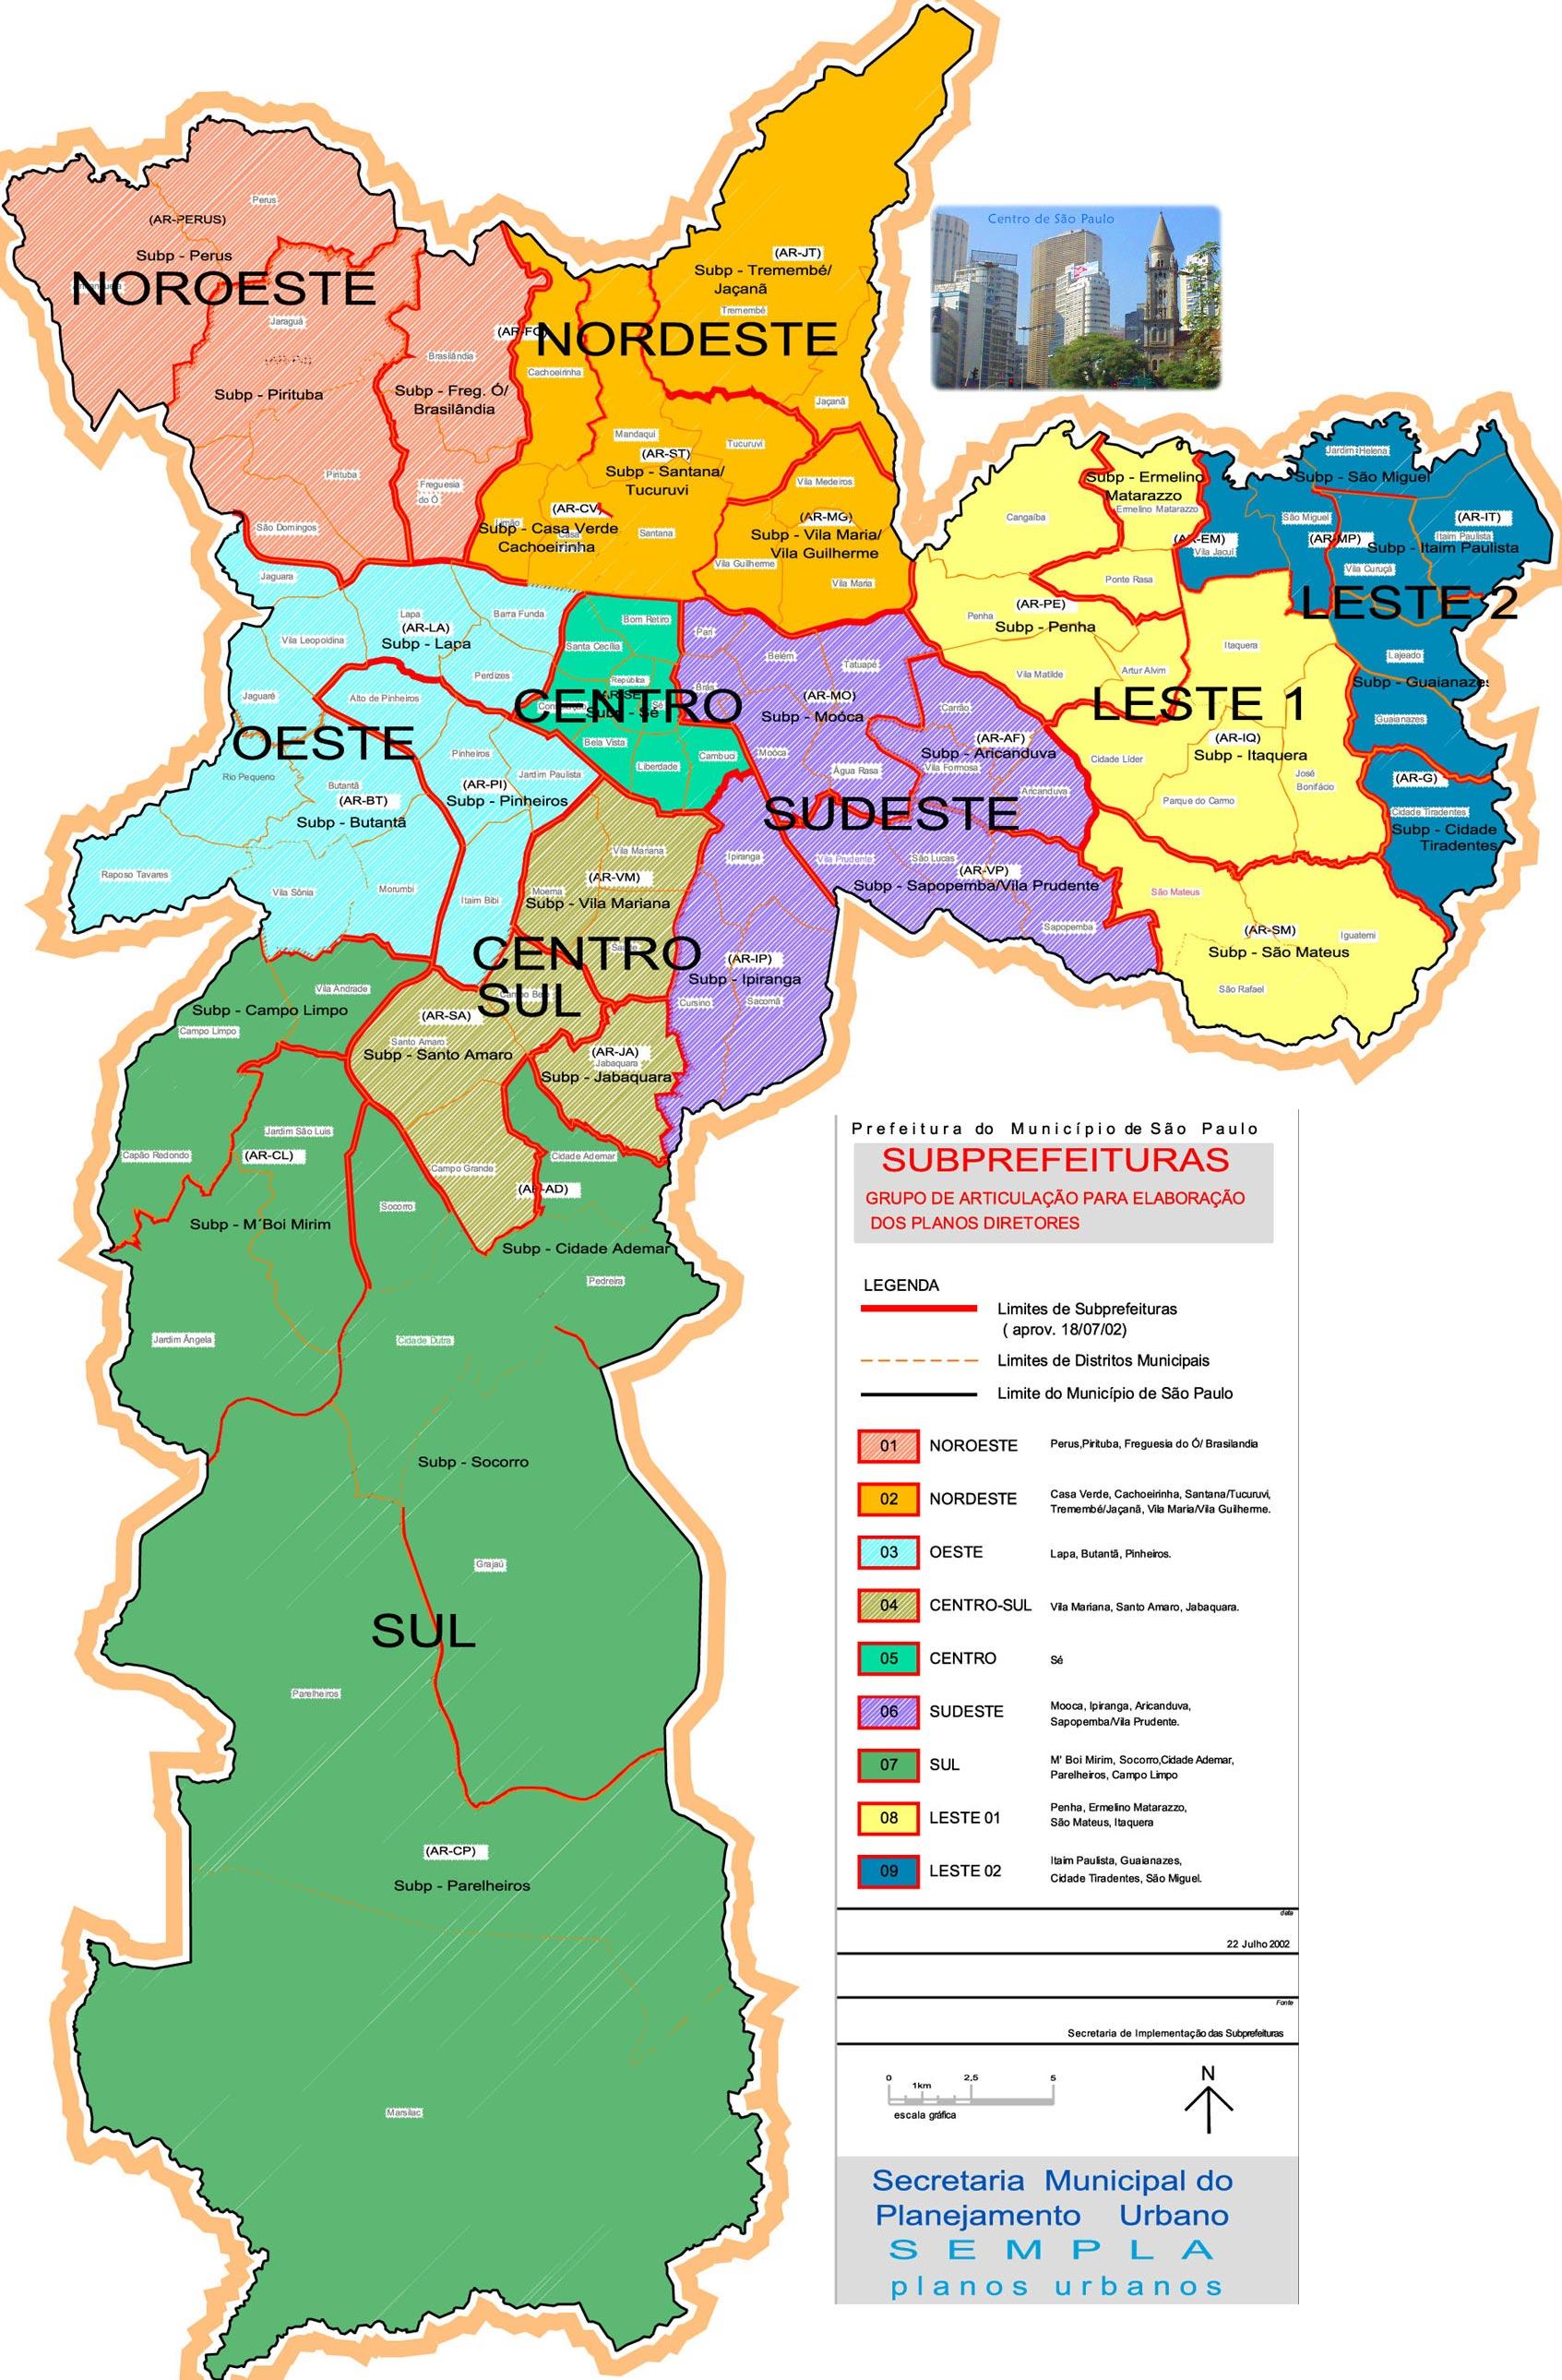 Perus
(AR-PERUS)
Subp - Perus
NOROESTE
Jaraguá
Subp - Pirituba
Pirituba
São Domingos
Brasilândia
Subp - Freg. Ó/
Brasilândia
Freguesia
do Ó
Cachoeirinha
NORDESTE
(AR-JT)
Subp - Tremembé/
Jaçanã
Tremembé
Jaçanã
Mandaqui
(AR-ST)
Subp - Santana/
Tucuruvi
Tucuruvi
Santana
(AR-CV)
Subp - Casa Verde
Cachoeirinha
Vila Medeiros
(AR-MG)
Subp - Vila Maria/
Vila Guilherme
Vila Guilherme
Vila Maria
Centro de São Paulo
Cangaíba
Subp - Ermelino
Matarazzo
Ermelino Matarazzo
Ponte Rasa
(AR-PE)
Penha
Subp - Penha
Vila Matilde
Artur Alvim
Itaquera
LESTE 1
(AR-IQ)
Subp - Itaquera
Cidade Líder
José
Bonifácio
Parque do Carmo
São Mateus
(AR-SM)
Iguatemi
Subp - São Mateus
São Rafael
Jardim Helena
Subp - São Miguel
São Miguel
(AR-IT)
Itaim Paulista
Subp - Itaim Paulista
(AR-EM)
Vila Jacuí
(AR-MP)
Vila Curuçá
LESTE 2
Lajeado
Subp - Guaianazes
Guaianazes
(AR-G)
Cidade Tiradentes
Subp - Cidade
Tiradentes
Jaguara
Lapa
(AR-LA)
Subp - Lapa
Barra Funda
Vila Leopoldina
Perdizes
Jaguaré
Alto de Pinheiros
OESTE
Rio Pequeno
Butantã
(AR-BT)
Subp - Butantã
Pinheiros
Jardim Paulista
(AR-PI)
Subp - Pinheiros
Raposo Tavares
Vila Sônia
Morumbi
Itaim Bibi
Bom Retiro
Santa Cecília
República
CENTRO
Subp - Sé
Sé
Bela Vista
Liberdade
Cambuci
Pari
Brás
Belém
Tatuapé
(AR-MO)
Subp - Moóca
Moóca
Água Rasa
Carrão
(AR-AF)
Subp - Aricanduva
Vila Formosa
Aricanduva
SUDESTE
Vila Prudente
São Lucas
(AR-VP)
Subp - Sapopemba/Vila Prudente
Sapopemba
Ipiranga
(AR-IP)
Subp - Ipiranga
Cursino
Sacomã
Vila Mariana
(AR-VM)
Moema
Subp - Vila Mariana
CENTRO
SUL
(AR-SA)
Santo Amaro
Subp - Santo Amaro
(AR-JA)
Jabaquara
Subp - Jabaquara
Campo Grande
Vila Andrade
Subp - Campo Limpo
Campo Limpo
Jardim São Luis
Capão Redondo
(AR-CL)
Subp - M´Boi Mirim
Jardim Ângela
Socorro
Cidade Ademar
(AR-AD)
Subp - Cidade Ademar
Pedreira
Cidade Dutra
Subp - Socorro
Grajaú
SUL
Parelheiros
(AR-CP)
Subp - Parelheiros
Marsilac
Prefeitura do Município de São Paulo
SUBPREFEITURAS
GRUPO DE ARTICULAÇÃO PARA ELABORAÇÃO
DOS PLANOS DIRETORES
LEGENDA
Limites de Subprefeituras
( aprov. 18/07/02)
Limites de Distritos Municipais
Limite do Município de São Paulo
01 NOROESTE Perus,Pirituba, Freguesia do Ó/ Brasilandia
02 NORDESTE Casa Verde, Cachoeirinha, Santana/Tucuruvi,
Tremembé/Jaçanã, Vila Maria/Vila Guilherme.
03 OESTE Lapa, Butantã, Pinheiros.
04 CENTRO-SUL Vila Mariana, Santo Amaro, Jabaquara.
05 CENTRO Sé
06 SUDESTE Mooca, Ipiranga, Aricanduva,
Sapopemba/Vila Prudente.
07 SUL M' Boi Mirim, Socorro,Cidade Ademar,
Parelheiros, Campo Limpo
08 LESTE 01 Penha, Ermelino Matarazzo,
São Mateus, Itaquera
09 LESTE 02 Itaim Paulista, Guaianazes,
Cidade Tiradentes, São Miguel.
data
22 Julho 2002
Fonte
Secretaria de Implementação das Subprefeituras
0 1km 2,5 5
escala gráfica
N
Secretaria Municipal do
Planejamento Urbano
SEMPLA
planos urbanos